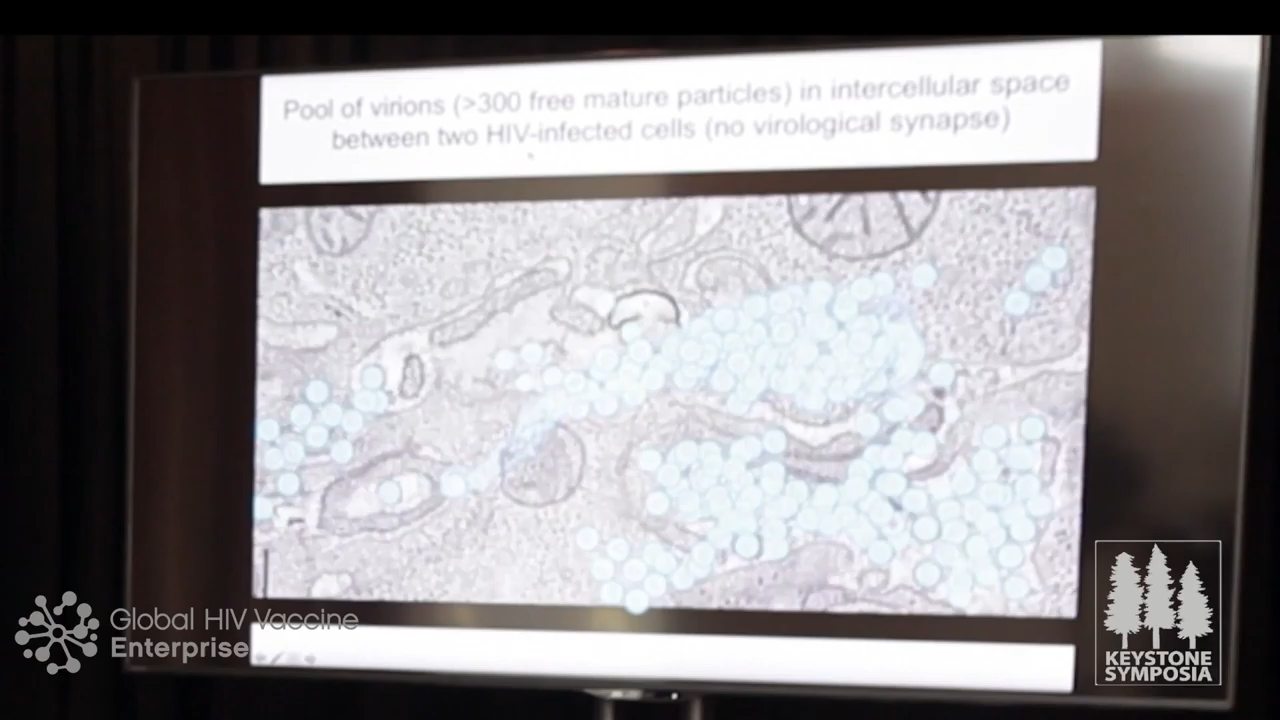 Pool of virions (>300 free mature particles) in intercellular space
between two HIV-infected cells (no virological synapse)
Global HIV Vaccine
Enterprise
KEYSTONE
SYMPOSIA